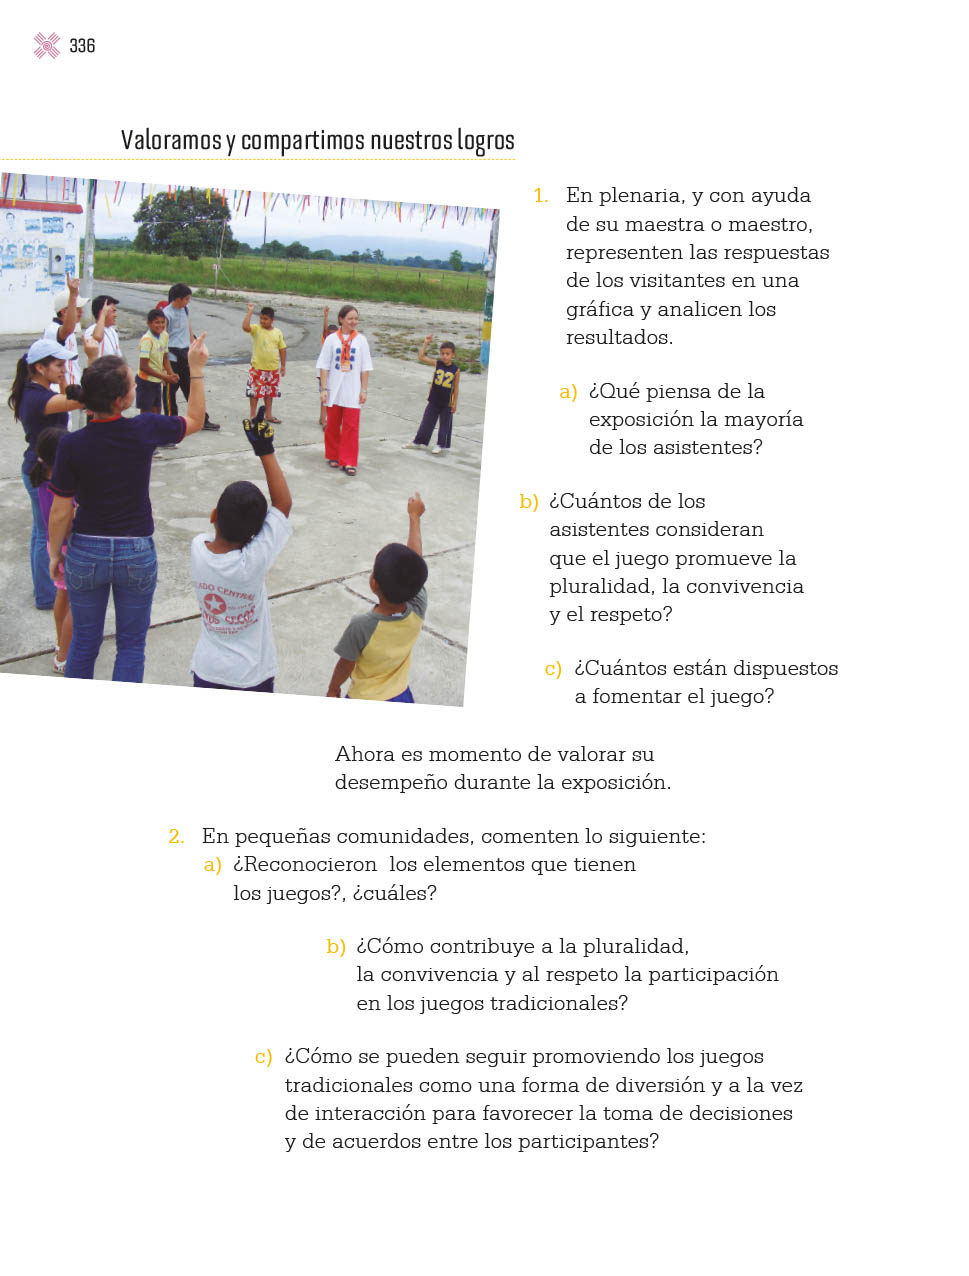 336
Valoramos y compartimos nuestros logros
1. En plenaria, y con ayuda
de su maestra o maestro,
representen las respuestas
de los visitantes en una
gráfica y analicen los
resultados.
a) ¿Qué piensa de la
exposición la mayoría
de los asistentes?
b) ¿Cuántos de los
asistentes consideran
que el juego promueve la
pluralidad, la convivencia
y el respeto?
c) ¿Cuántos están dispuestos
a fomentar el juego?
32
Ahora es momento de valorar su
desempeño durante la exposición.
2. En pequeñas comunidades, comenten lo siguiente:
a) ¿Reconocieron los elementos que tienen
los juegos?, ¿cuáles?
b) ¿Cómo contribuye a la pluralidad,
la convivencia y al respeto la participación
en los juegos tradicionales?
c) ¿Cómo se pueden seguir promoviendo los juegos
tradicionales como una forma de diversión y a la vez
de interacción para favorecer la toma de decisiones
y de acuerdos entre los participantes?